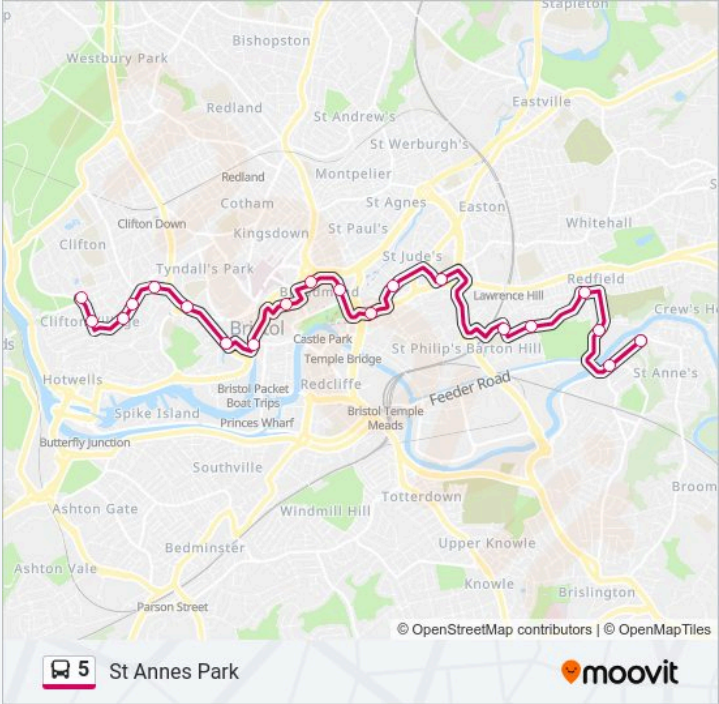 Stapleton
Bishopston
Westbury Park
Eastville
Redland
St Andrew's
St Werburgh's
Montpelier
Redland
Cotham
St Agnes
Easton
Clifton Down
Whitehall
Kingsdown
St Paul's
Clifton
St Jude's
Tyndall's Park
Redfield
Lawrence Hill
Crew's Ho
Bristol
Castle Park
St Philip's
Barton Hill
Temple Bridge
St Anne's
Hotwells
Redcliffe
Feeder Road
Bristol Packet
Boat Trips
Spike Island
Bristol Temple
Meads
Princes Wharf
Butterfly Junction
Southville
Broom
Totterdown
Ashton Gate
Windmill Hill
Upper Knowle
Bedminster
Ashton Vale
Knowle
Brislington
Parson Street
© OpenStreetMap contributors | © OpenMapTiles
5 St Annes Park
moovit